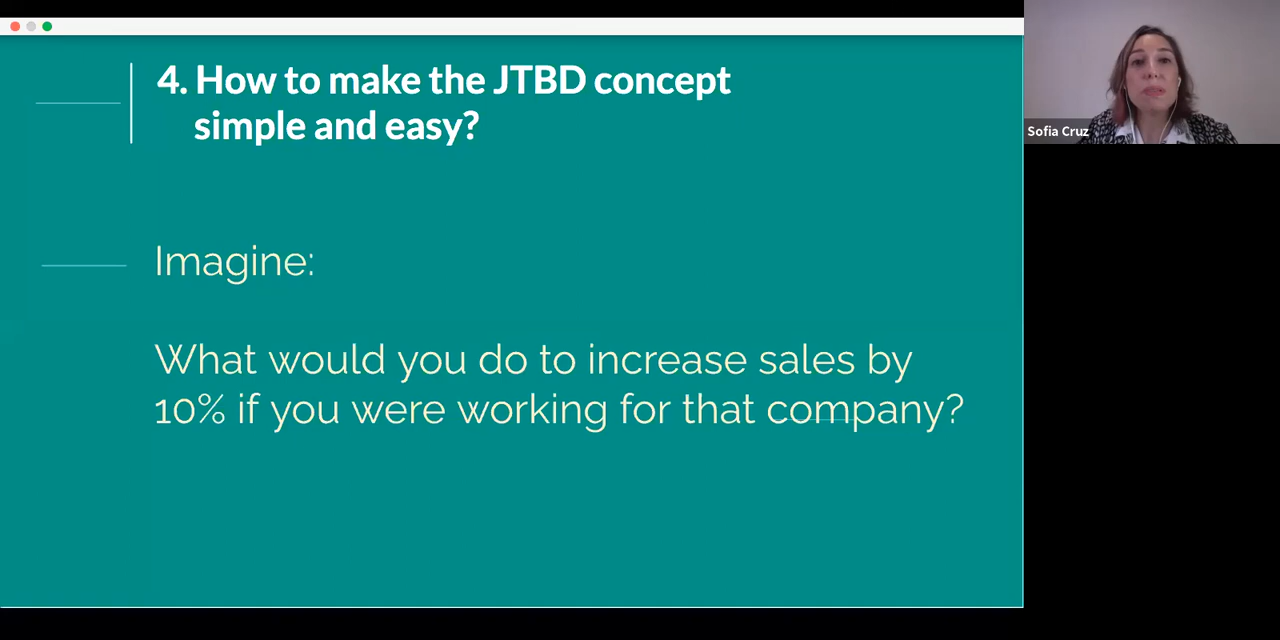 4. How to make the JTBD concept
simple and easy?
Imagine:
What would you do to increase sales by
10% if you were working for that company?
Sofia Cruz